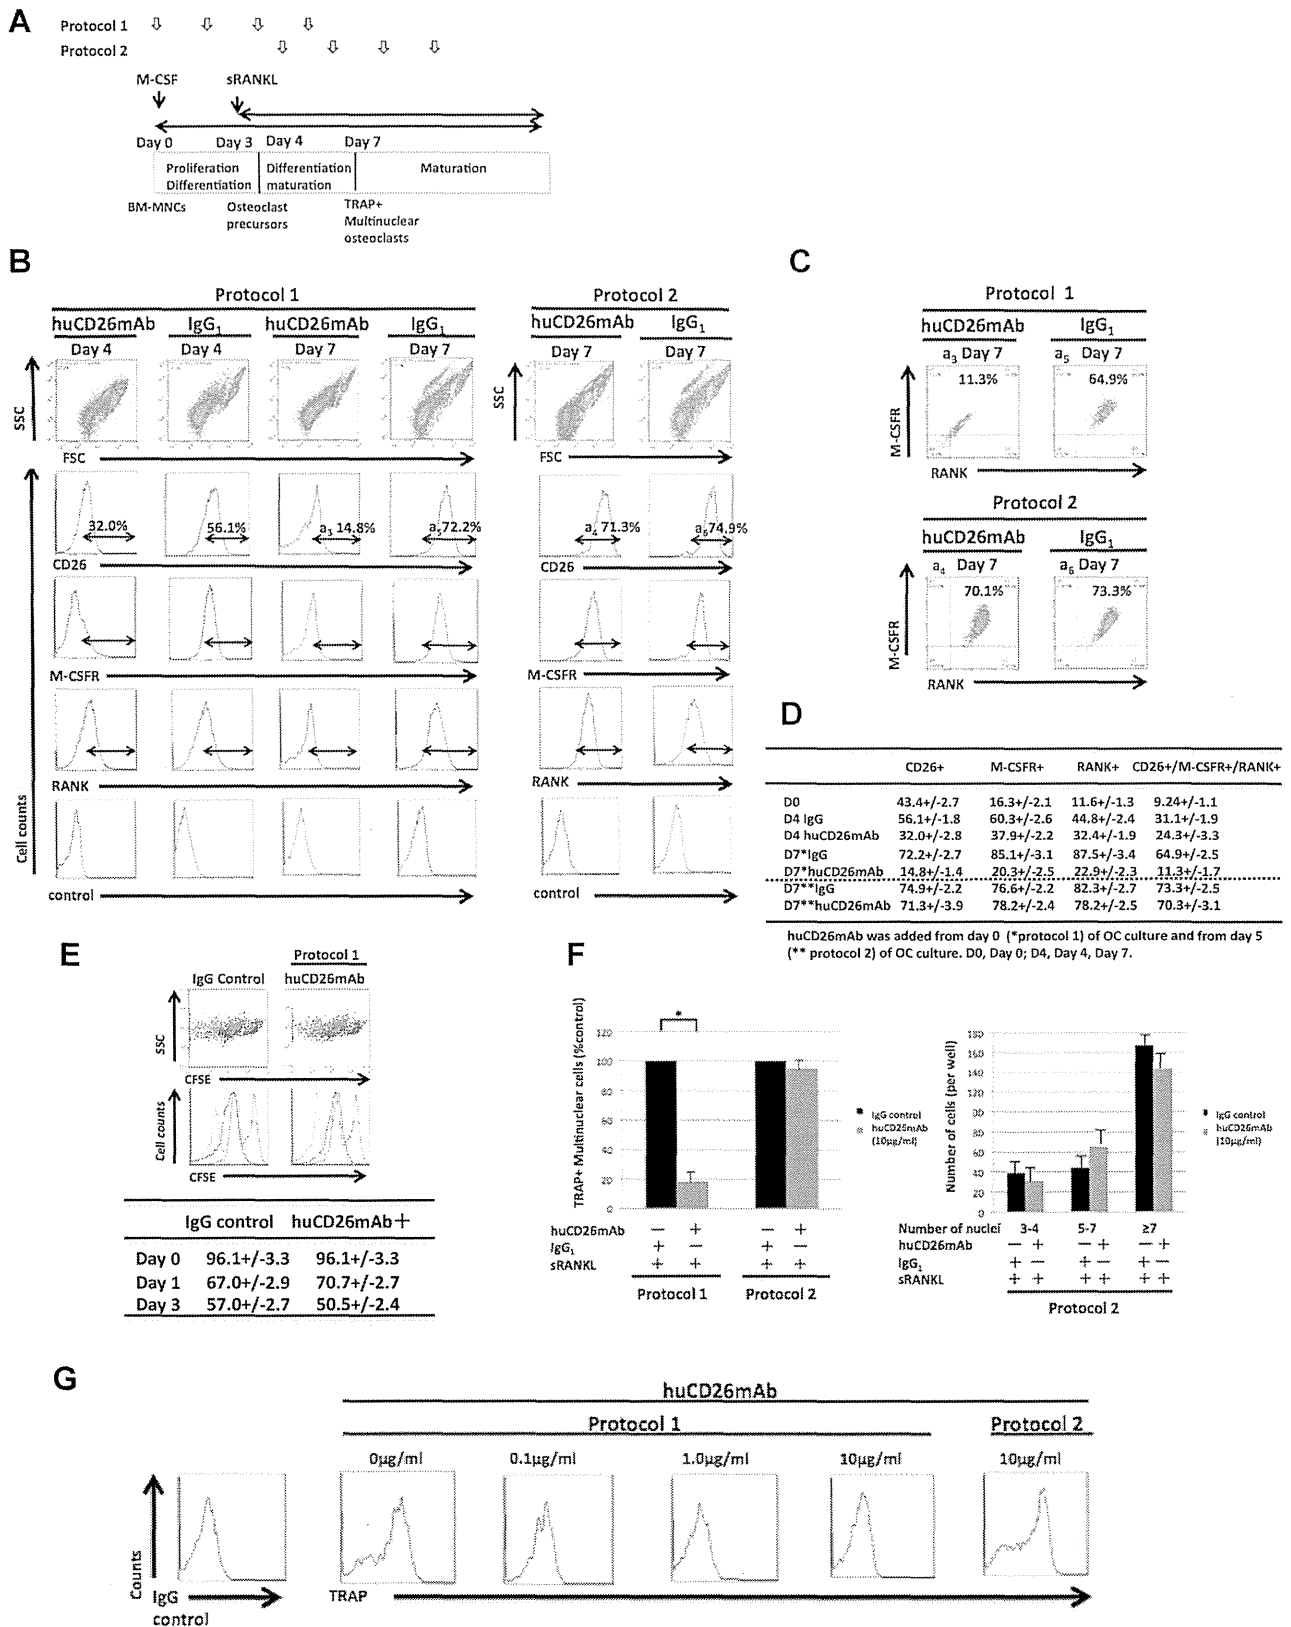 A
Protocol 1
Protocol 2
M-CSF sRANKL
Day 0 Day 3 Day 4 Day 7
Proliferation Differentiation Maturation
Differentiation maturation
BM-MNCs Osteoclast TRAP+
precursors Multinuclear
osteoclasts
B
Protocol 1 Protocol 2
huCD26mAb IgG1 huCD26mAb IgG1 huCD26mAb IgG1
Day 4 Day 4 Day 7 Day 7 Day 7 Day 7
SSC SSC
FSC FSC
32.0% 56.1% a3 14.8% a5 72.2% a4 71.3% a6 74.9%
CD26 CD26
M-CSFR M-CSFR
RANK RANK
Cell counts
control control
C
Protocol 1
huCD26mAb IgG1
a3 Day 7 a5 Day 7
11.3% 64.9%
M-CSFR
RANK
Protocol 2
huCD26mAb IgG1
a4 Day 7 a6 Day 7
70.1% 73.3%
M-CSFR
RANK
D
CD26+ M-CSFR+ RANK+ CD26+/M-CSFR+/RANK+
D0 43.4+/-2.7 16.3+/-2.1 11.6+/-1.3 9.24+/-1.1
D4 IgG 56.1+/-1.8 60.3+/-2.6 44.8+/-2.4 31.1+/-1.9
D4 huCD26mAb 32.0+/-2.8 37.9+/-2.2 32.4+/-1.9 24.3+/-3.3
D7*IgG 72.2+/-2.7 85.1+/-3.1 87.5+/-3.4 64.9+/-2.5
D7*huCD26mAb 14.8+/-1.4 20.3+/-2.5 22.9+/-2.3 11.3+/-1.7
D7**IgG 74.9+/-2.2 76.6+/-2.2 82.3+/-2.7 73.3+/-2.5
D7**huCD26mAb 71.3+/-3.9 78.2+/-2.4 78.2+/-2.5 70.3+/-3.1
huCD26mAb was added from day 0 (*protocol 1) of OC culture and from day 5
(** protocol 2) of OC culture. D0, Day 0; D4, Day 4, Day 7.
E
Protocol 1
IgG Control huCD26mAb
SSC
CFSE
Cell counts
CFSE
IgG control huCD26mAb+
Day 0 96.1+/-3.3 96.1+/-3.3
Day 1 67.0+/-2.9 70.7+/-2.7
Day 3 57.0+/-2.7 50.5+/-2.4
F
TRAP+ Multinuclear cells (%control)
120
100
80
60
40
20
0
*
IgG control
huCD26mAb
(10μg/ml)
huCD26mAb − + − +
IgG1 + − + −
sRANKL + + + +
Protocol 1 Protocol 2
Number of cells (per well)
180
160
140
120
80
60
40
20
0
IgG control
huCD26mAb
(10μg/ml)
Number of nuclei 3-4 5-7 ≥7
huCD26mAb − + − + − +
IgG1 + − + − + −
sRANKL + + + + + +
Protocol 2
G
huCD26mAb
Protocol 1 Protocol 2
0μg/ml 0.1μg/ml 1.0μg/ml 10μg/ml 10μg/ml
Counts
IgG
control
TRAP